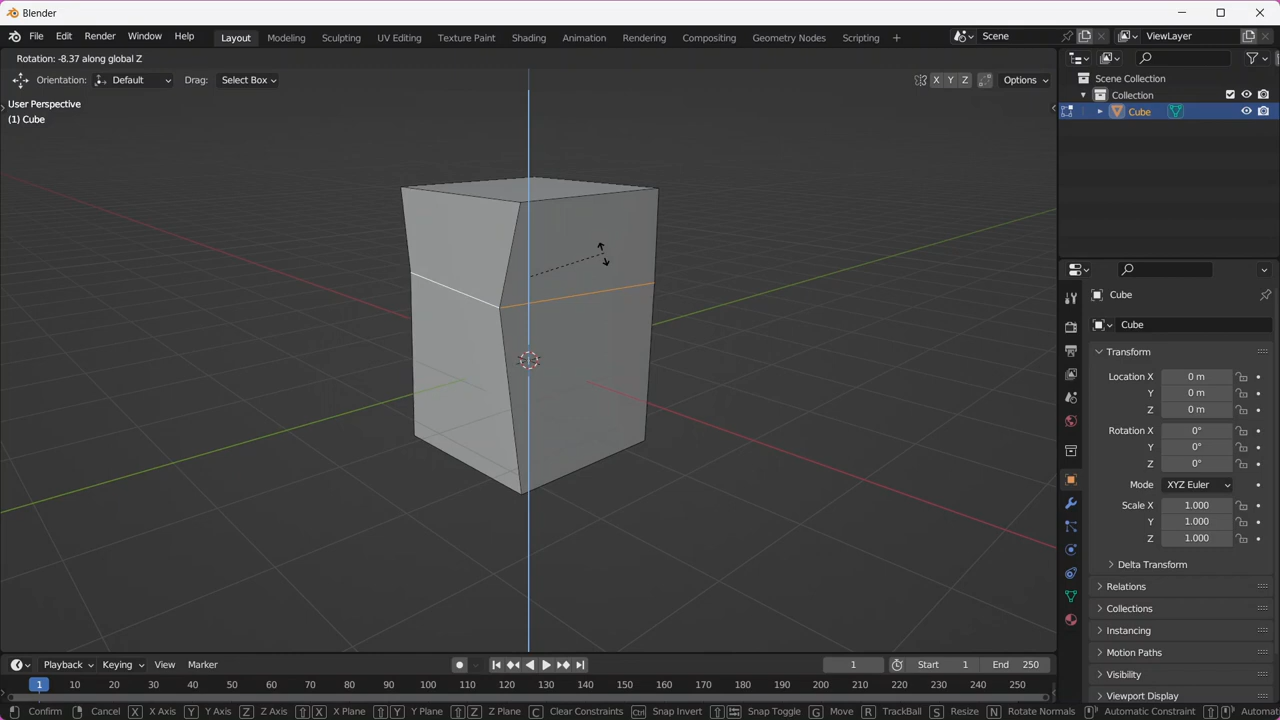 Blender
File Edit Render Window Help Layout Modeling Sculpting UV Editing Texture Paint Shading Animation Rendering Compositing Geometry Nodes Scripting + Scene ViewLayer
Rotation: -8.37 along global Z
Orientation: Default Drag: Select Box X Y Z Options
User Perspective
(1) Cube
Scene Collection
Collection
Cube
Cube
Cube
Transform
Location X 0 m
Y 0 m
Z 0 m
Rotation X 0°
Y 0°
Z 0°
Mode XYZ Euler
Scale X 1.000
Y 1.000
Z 1.000
Delta Transform
Relations
Collections
Instancing
Motion Paths
Visibility
Viewport Display
Playback Keying View Marker 1 Start 1 End 250
1 10 20 30 40 50 60 70 80 90 100 110 120 130 140 150 160 170 180 190 200 210 220 230 240 250
Confirm Cancel X X Axis Y Y Axis Z Z Axis X X Plane Y Y Plane Z Z Plane C Clear Constraints Ctrl Snap Invert Snap Toggle G Move R TrackBall S Resize N Rotate Normals Automatic Constraint Automat